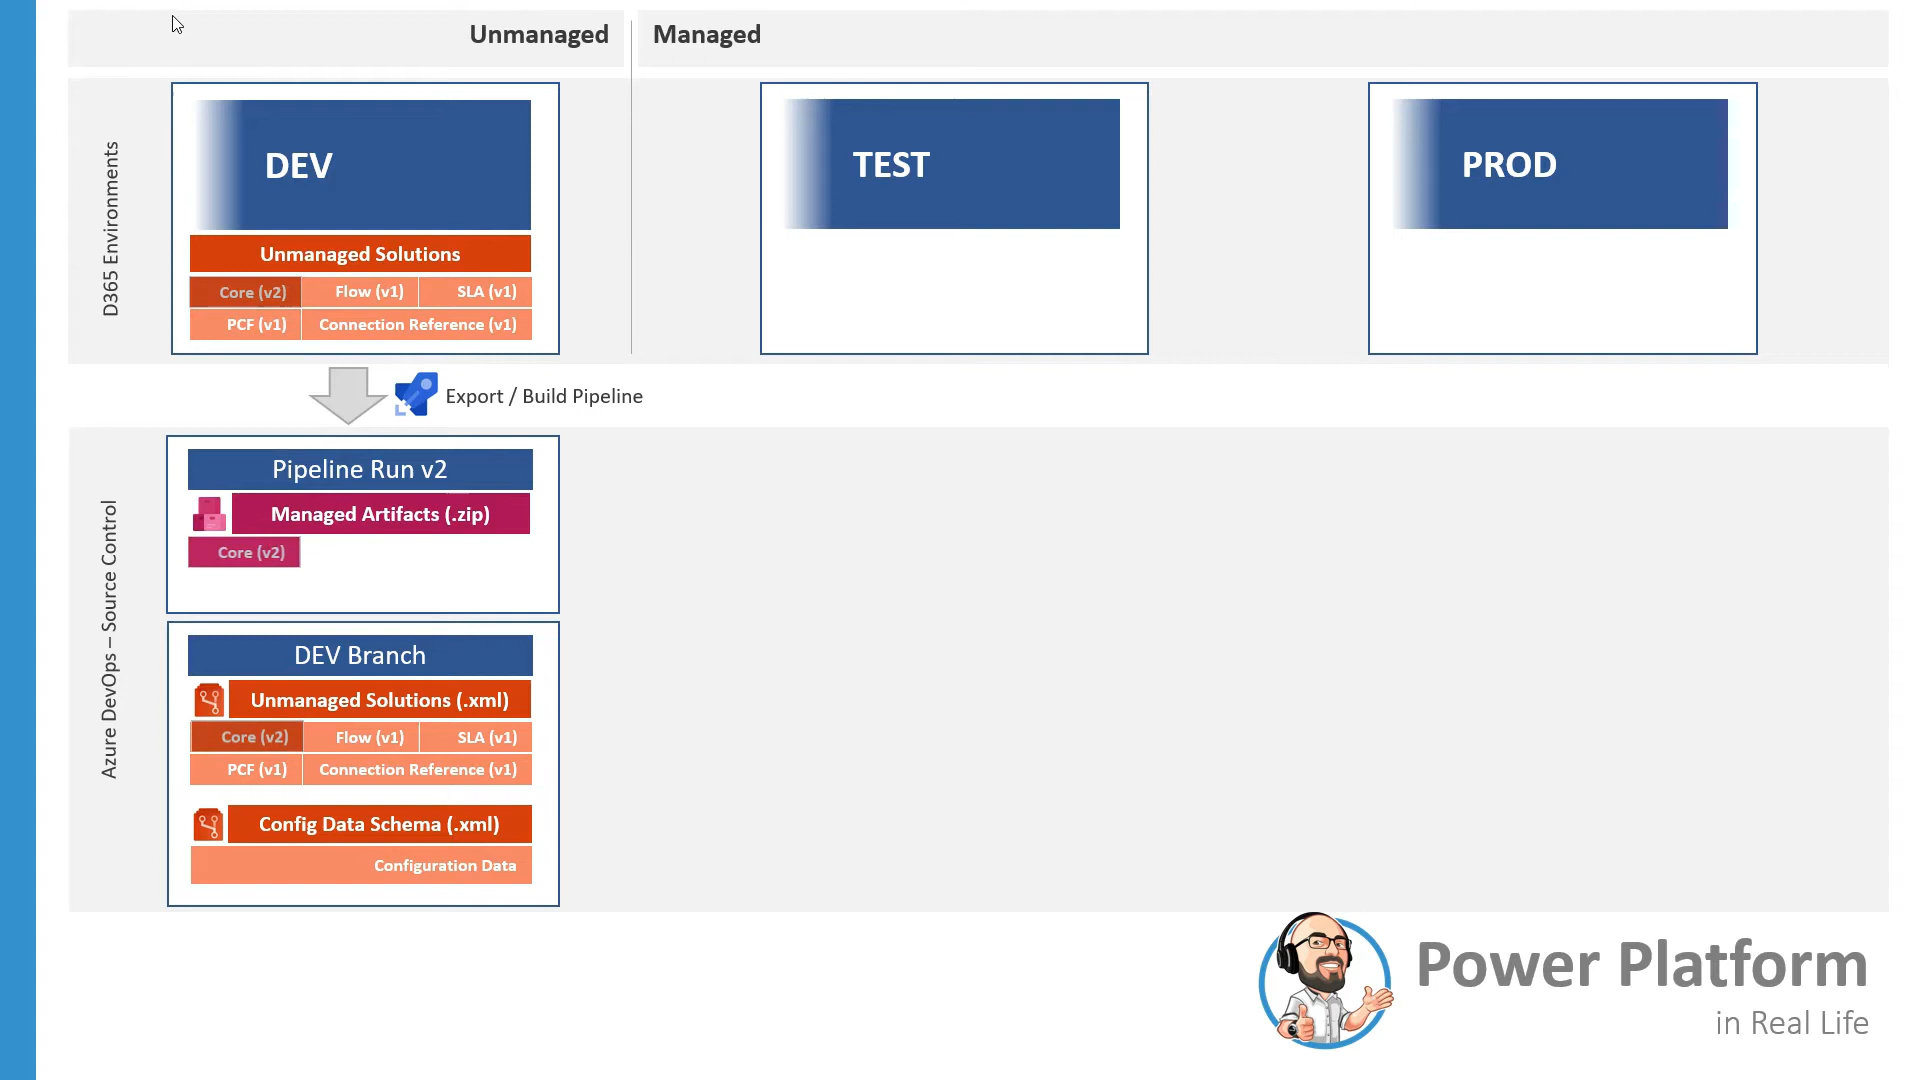 Unmanaged
Managed
D365 Environments
DEV
Unmanaged Solutions
Core (v2)
Flow (v1)
SLA (v1)
PCF (v1)
Connection Reference (v1)
TEST
PROD
Export / Build Pipeline
Azure DevOps – Source Control
Pipeline Run v2
Managed Artifacts (.zip)
Core (v2)
DEV Branch
Unmanaged Solutions (.xml)
Core (v2)
Flow (v1)
SLA (v1)
PCF (v1)
Connection Reference (v1)
Config Data Schema (.xml)
Configuration Data
Power Platform
in Real Life